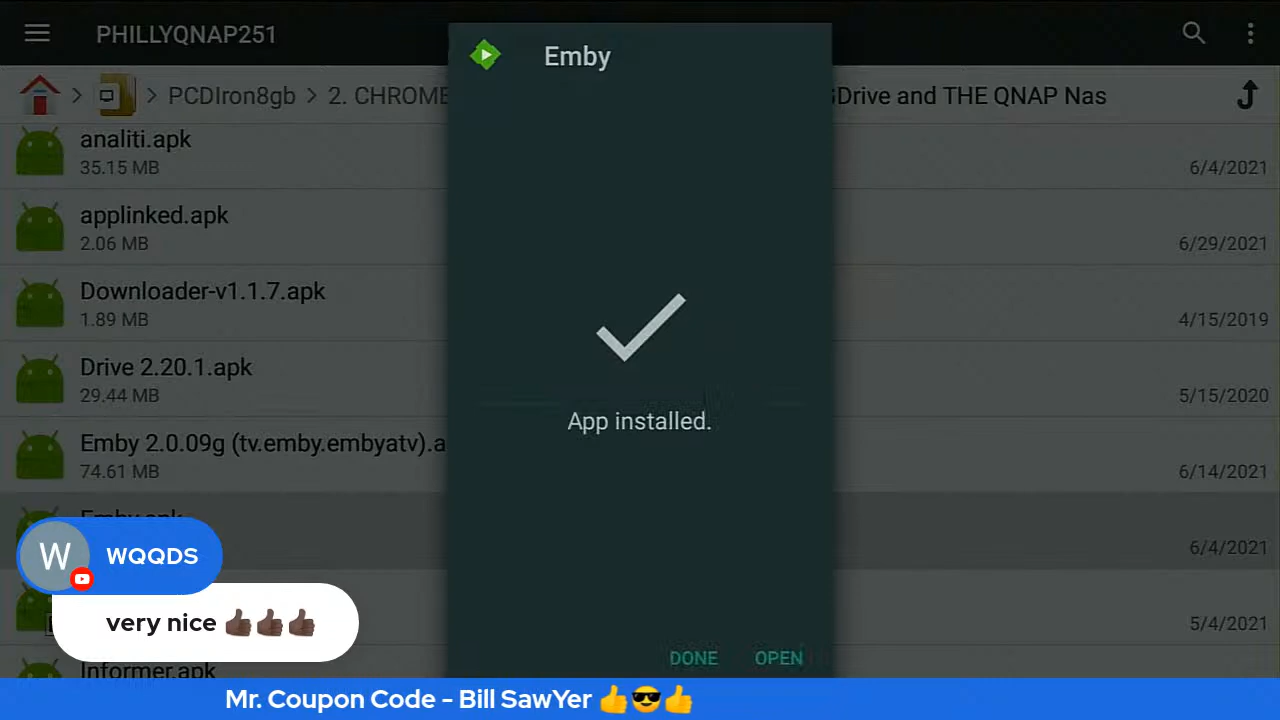 PHILLYQNAP251
Emby
PCDIron8gb
2. CHROME
Drive and THE QNAP Nas
analiti.apk
35.15 MB
6/4/2021
applinked.apk
2.06 MB
6/29/2021
Downloader-v1.1.7.apk
1.89 MB
4/15/2019
Drive 2.20.1.apk
29.44 MB
5/15/2020
App installed.
Emby 2.0.09g (tv.emby.embyatv).a
74.61 MB
6/14/2021
Emby.apk
6/4/2021
W WQQDS
very nice 👍🏿👍🏿👍🏿
5/4/2021
DONE OPEN
Informer.apk
Mr. Coupon Code - Bill SawYer 👍😎👍